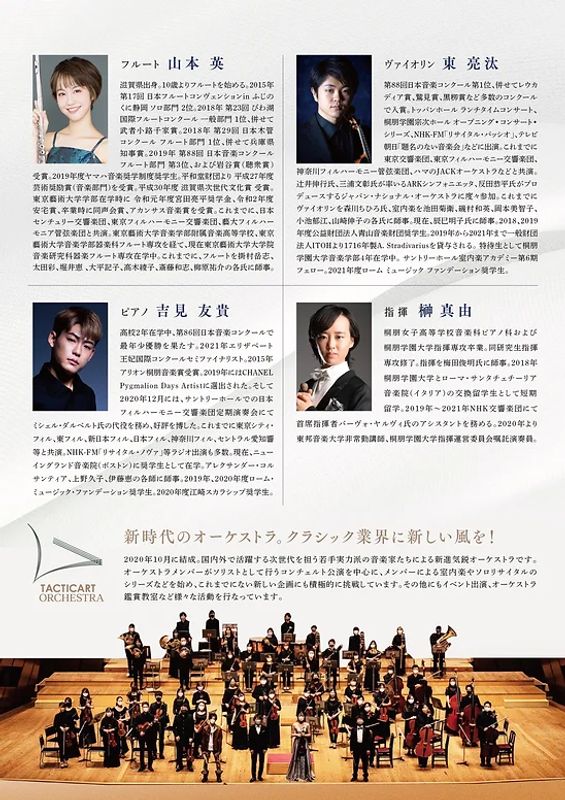 フルート 山本 英
滋賀県出身。10歳よりフルートを始める。2015年
第17回 日本フルートコンヴェンションin ふじの
くに静岡 ソロ部門 2位。2018年 第23回 びわ湖
国際フルートコンクール 一般部門 1位、併せて
武者小路千家賞。2018年 第29回 日本木管
コンクール フルート部門 1位、併せて兵庫県
知事賞。2019年 第88回 日本音楽コンクール
フルート部門 第3位、および岩谷賞(聴衆賞)
受賞。2019年度ヤマハ音楽奨学制度奨学生。平和堂財団より 平成27年度
芸術奨励賞(音楽部門)を受賞。平成30年度 滋賀県次世代文化賞 受賞。
東京藝術大学学部在学時に 令和元年度宮田亮平奨学金、令和2年度
安宅賞、卒業時に同声会賞、アカンサス音楽賞を受賞。これまでに、日本
センチュリー交響楽団、東京フィルハーモニー交響楽団、藝大フィルハー
モニア管弦楽団と共演。東京藝術大学音楽学部附属音楽高等学校、東京
藝術大学音楽学部器楽科フルート専攻を経て、現在東京藝術大学大学院
音楽研究科器楽フルート専攻在学中。これまでに、フルートを掛村岳志、
太田彩、堀井恵、大平記子、高木綾子、斎藤和志、柳原祐介の各氏に師事。
ヴァイオリン 東 亮汰
第88回日本音楽コンクール第1位、併せてレウカ
ディア賞、鷲見賞、黒栁賞など多数のコンクール
で入賞。トッパンホール ランチタイムコンサート、
桐朋学園宗次ホール オープニング・コンサート・
シリーズ、NHK-FM「リサイタル・パッシオ」、テレビ
朝日「題名のない音楽会」などに出演。これまでに
東京交響楽団、東京フィルハーモニー交響楽団、
神奈川フィルハーモニー管弦楽団、ハマのJACKオーケストラなどと共演。
辻井伸行氏、三浦文彰氏が率いるARKシンフォニエッタ、反田恭平氏がプロ
デュースするジャパン・ナショナル・オーケストラに度々参加。これまでに
ヴァイオリンを森川ちひろ氏、室内楽を池田菊衛、磯村和英、岡本美智子、
小池郁江、山崎伸子の各氏に師事。現在、辰巳明子氏に師事。2018、2019
年度公益財団法人青山音楽財団奨学生。2019年から2021年まで一般財団
法人ITOHより1716年製A. Stradivariusを貸与される。特待生として桐朋
学園大学音楽学部4年在学中。サントリーホール室内楽アカデミー第6期
フェロー。2021年度ローム ミュージック ファンデーション奨学生。
ピアノ 吉見 友貴
高校2年在学中、第86回日本音楽コンクールで
最年少優勝を果たす。2021年エリザベート
王妃国際コンクールセミファイナリスト。2015年
アリオン桐朋音楽賞受賞。2019年にはCHANEL
Pygmalion Days Artistに選出された。そして
2020年12月には、サントリーホールでの日本
フィルハーモニー交響楽団定期演奏会にて
ミシェル・ダルベルト氏の代役を務め、好評を博した。これまでに東京シティ・
フィル、東フィル、新日本フィル、日本フィル、神奈川フィル、セントラル愛知響
等と共演。NHK-FM「リサイタル・ノヴァ」等ラジオ出演も多数。現在、ニュー
イングランド音楽院(ボストン)に奨学生として在学。アレクサンダー・コル
サンティア、上野久子、伊藤恵の各師に師事。2019年、2020年ローム・
ミュージック・ファンデーション奨学生。2020年度江崎スカラシップ奨学生。
指揮 榊 真由
桐朋女子高等学校音楽科ピアノ科および
桐朋学園大学指揮専攻卒業。同研究生指揮
専攻修了。指揮を梅田俊明氏に師事。2018年
桐朋学園大学とローマ・サンタチェチーリア
音楽院(イタリア)の交換留学生として短期
留学。2019年~2021年NHK交響楽団にて
首席指揮者パーヴォ・ヤルヴィ氏のアシスタントを務める。2020年より
東邦音楽大学非常勤講師、桐朋学園大学指揮運営委員会嘱託演奏員。
TACTICART
ORCHESTRA
新時代のオーケストラ。クラシック業界に新しい風を!
2020年10月に結成。国内外で活躍する次世代を担う若手実力派の音楽家たちによる新進気鋭オーケストラです。
オーケストラメンバーがソリストとして行うコンチェルト公演を中心に、メンバーによる室内楽やソロリサイタルの
シリーズなどを始め、これまでにない新しい企画にも積極的に挑戦しています。その他にもイベント出演、オーケストラ
鑑賞教室など様々な活動を行なっています。